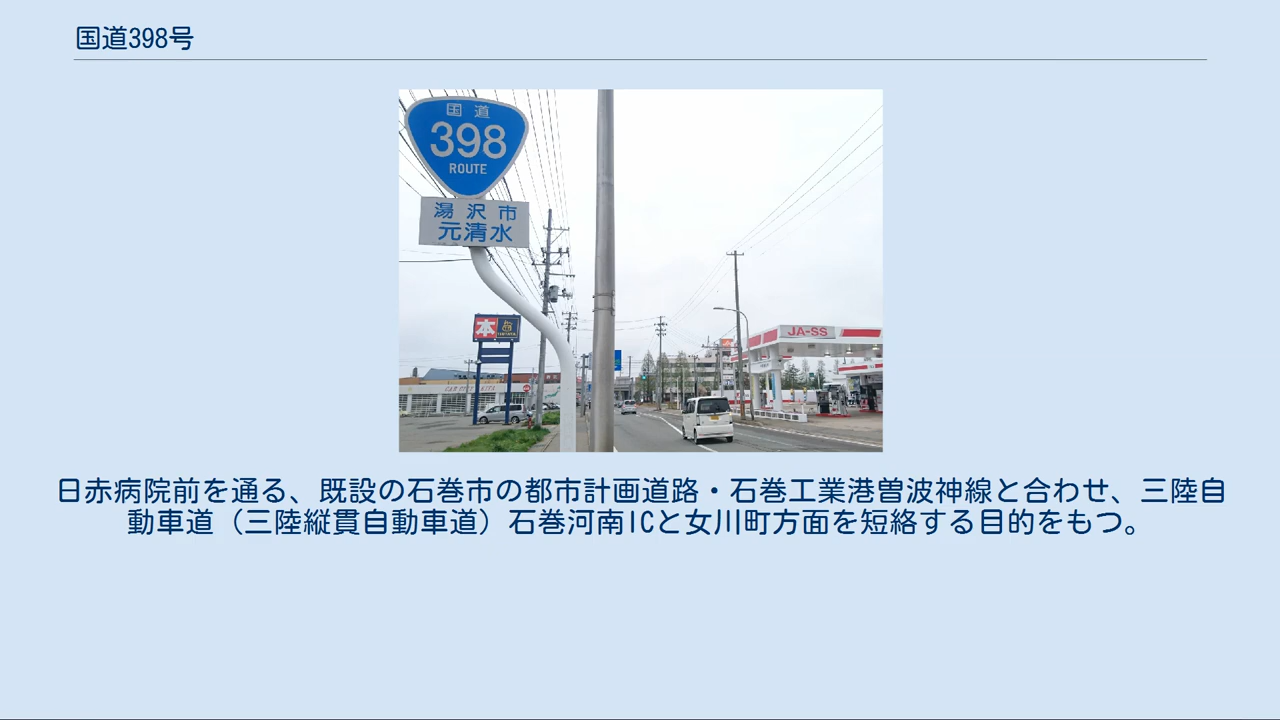 国道398号
国道
398
ROUTE
湯沢市
元清水
本
JA-SS
日赤病院前を通る、既設の石巻市の都市計画道路・石巻工業港曽波神線と合わせ、三陸自
動車道（三陸縦貫自動車道）石巻河南ICと女川町方面を短絡する目的をもつ。